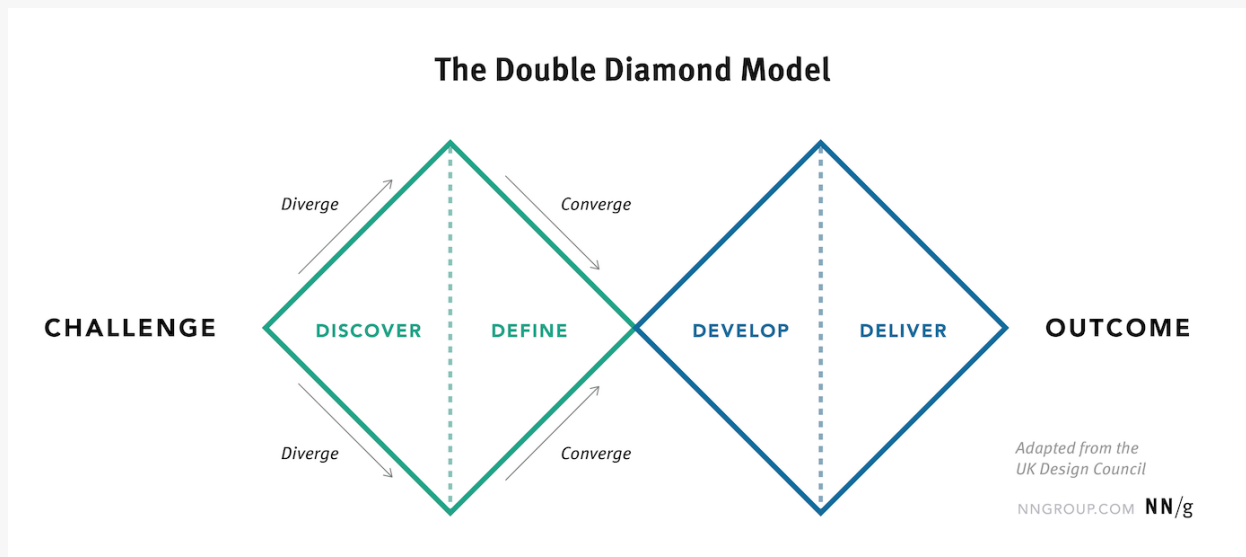 The Double Diamond Model
Diverge
Converge
CHALLENGE
DISCOVER
DEFINE
DEVELOP
DELIVER
OUTCOME
Diverge
Converge
Adapted from the
UK Design Council
NNGROUP.COM NN/g